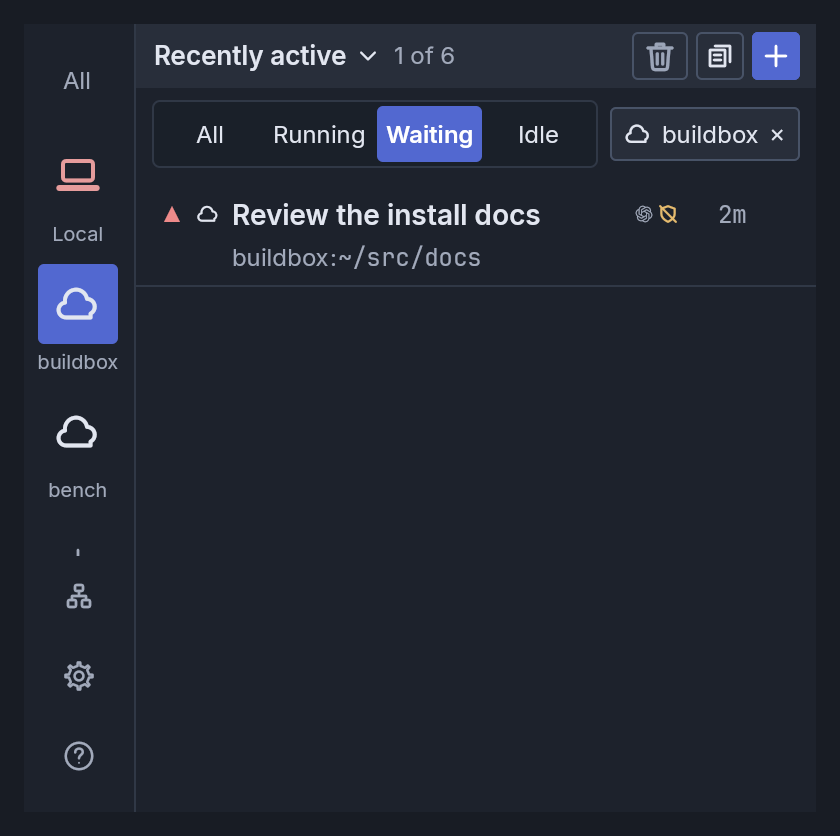 All
Local
buildbox
bench
Recently active 1 of 6
All Running Waiting Idle buildbox ×
Review the install docs 2m
buildbox:~/src/docs